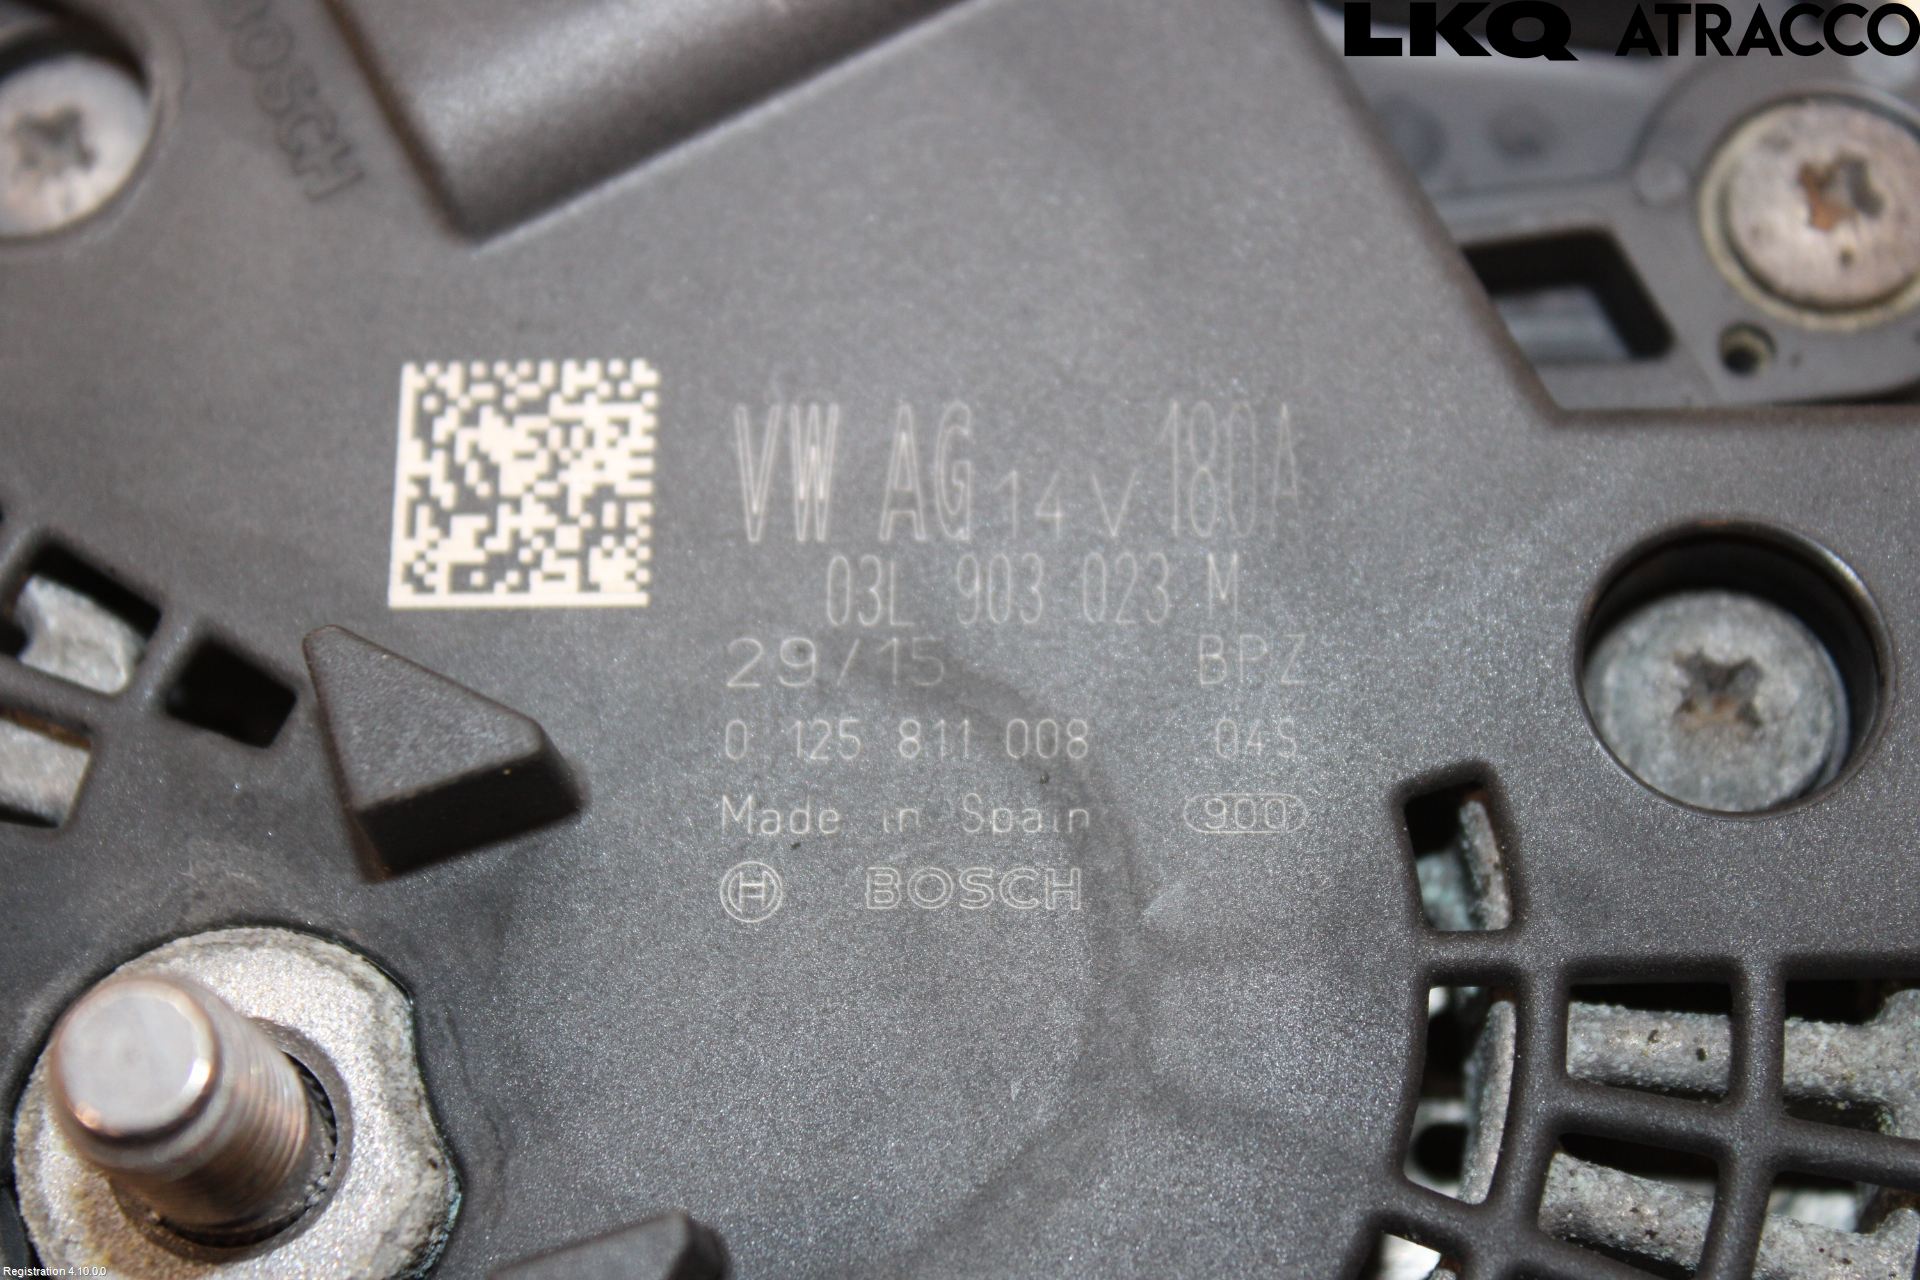 LKQ ATRACCO
BOSCH
VW AG 14V 180A
03L 903 023 M
29/15 BPZ
0 125 811 008 04S
Made in Spain 900
H BOSCH
Registration 4.10.0.0